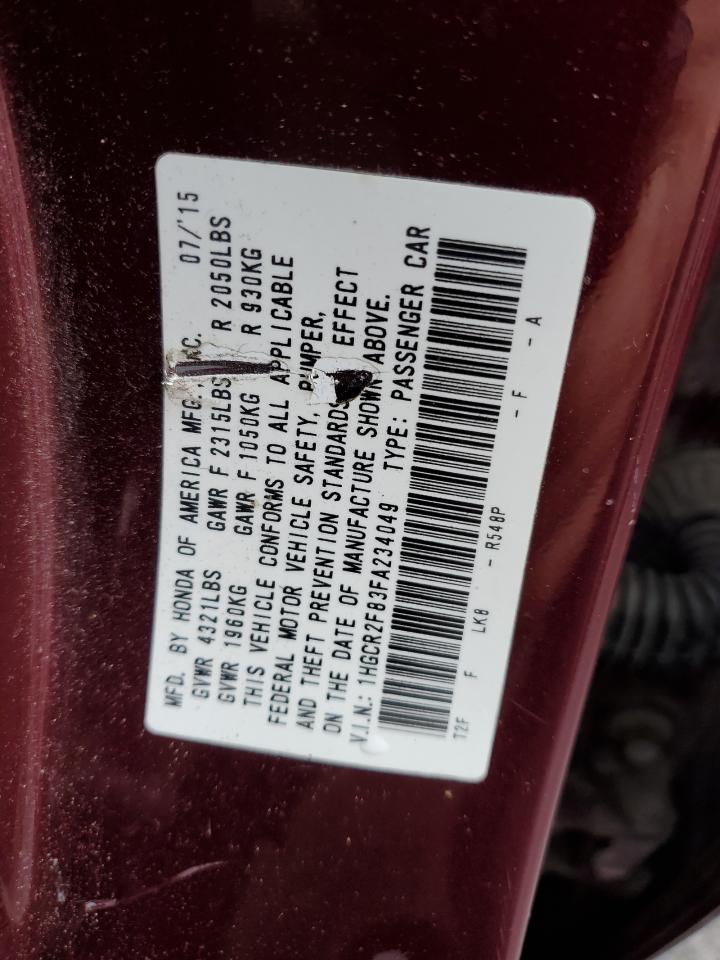 MFD. BY HONDA OF AMERICA MFG., INC. 07/'15
GVWR 4321LBS GAWR F 2315LBS R 2050LBS
GVWR 1960KG GAWR F 1050KG R 930KG
THIS VEHICLE CONFORMS TO ALL APPLICABLE
FEDERAL MOTOR VEHICLE SAFETY, BUMPER,
AND THEFT PREVENTION STANDARDS EFFECT
ON THE DATE OF MANUFACTURE SHOWN ABOVE.
V.I.N.: 1HGCR2F83FA234049 TYPE: PASSENGER CAR
T2F F LK8 - R548P - F - A